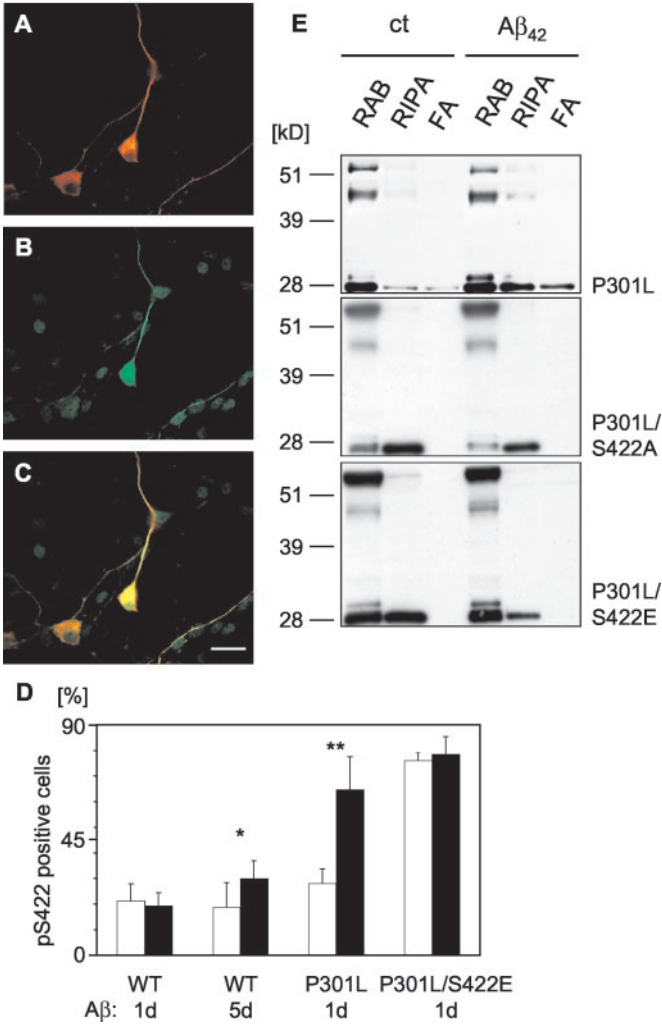 A
B
C
E
ct Aβ42
RAB RIPA FA RAB RIPA FA
[kD]
51
39
28
P301L
51
39
28
P301L/
S422A
51
39
28
P301L/
S422E
D [%]
pS422 positive cells
90
45
0
* **
WT WT P301L P301L/S422E
Aβ: 1d 5d 1d 1d